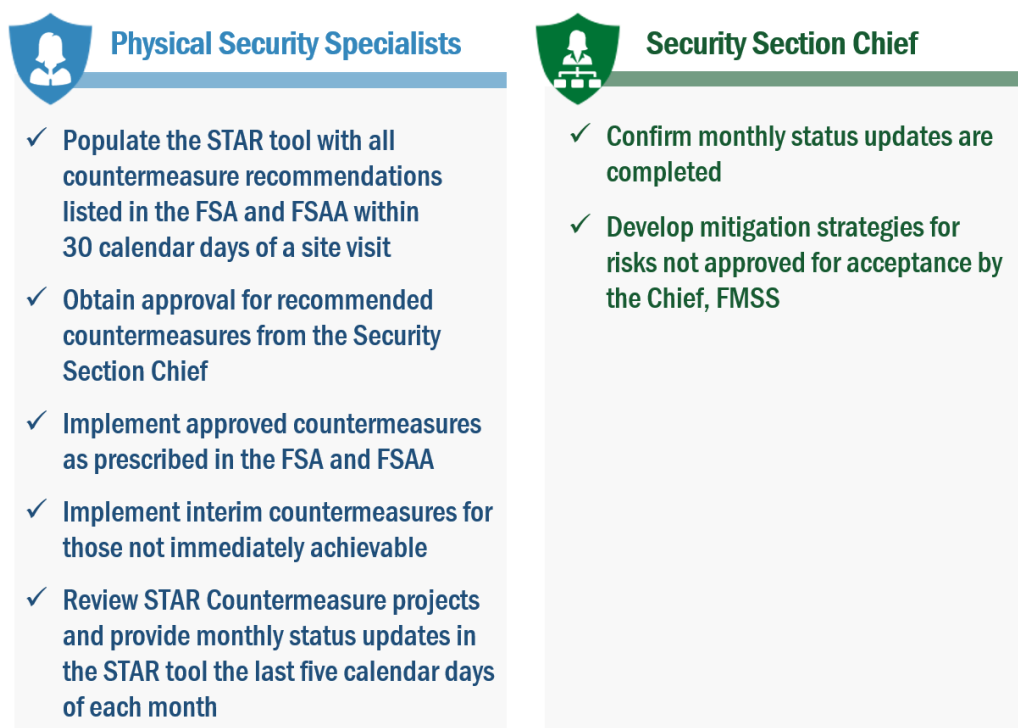 Physical Security Specialists
✓ Populate the STAR tool with all
countermeasure recommendations
listed in the FSA and FSAA within
30 calendar days of a site visit
✓ Obtain approval for recommended
countermeasures from the Security
Section Chief
✓ Implement approved countermeasures
as prescribed in the FSA and FSAA
✓ Implement interim countermeasures for
those not immediately achievable
✓ Review STAR Countermeasure projects
and provide monthly status updates in
the STAR tool the last five calendar days
of each month
Security Section Chief
✓ Confirm monthly status updates are
completed
✓ Develop mitigation strategies for
risks not approved for acceptance by
the Chief, FMSS